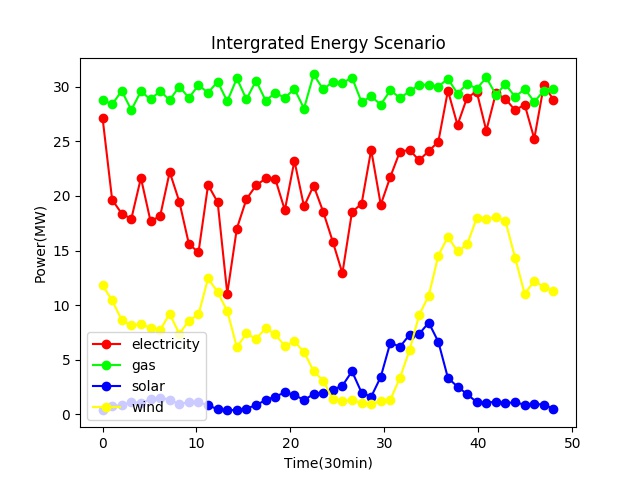 Intergrated Energy Scenario
Power(MW)
30
25
20
15
10
5
0
electricity
gas
solar
wind
0 10 20 30 40 50
Time(30min)